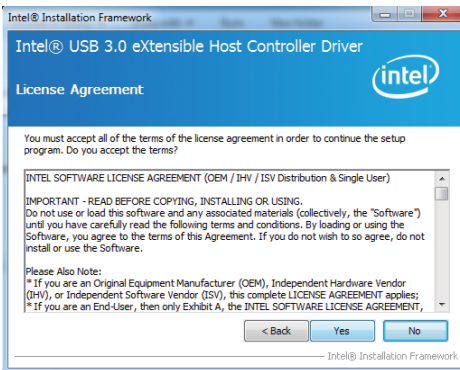 Intel® Installation Framework
Intel® USB 3.0 eXtensible Host Controller Driver
License Agreement
intel
You must accept all of the terms of the license agreement in order to continue the setup
program. Do you accept the terms?
INTEL SOFTWARE LICENSE AGREEMENT (OEM / IHV / ISV Distribution & Single User)
IMPORTANT - READ BEFORE COPYING, INSTALLING OR USING.
Do not use or load this software and any associated materials (collectively, the "Software")
until you have carefully read the following terms and conditions. By loading or using the
Software, you agree to the terms of this Agreement. If you do not wish to so agree, do not
install or use the Software.
Please Also Note:
* If you are an Original Equipment Manufacturer (OEM), Independent Hardware Vendor
(IHV), or Independent Software Vendor (ISV), this complete LICENSE AGREEMENT applies;
* If you are an End-User, then only Exhibit A, the INTEL SOFTWARE LICENSE AGREEMENT,
< Back Yes No
Intel® Installation Framework